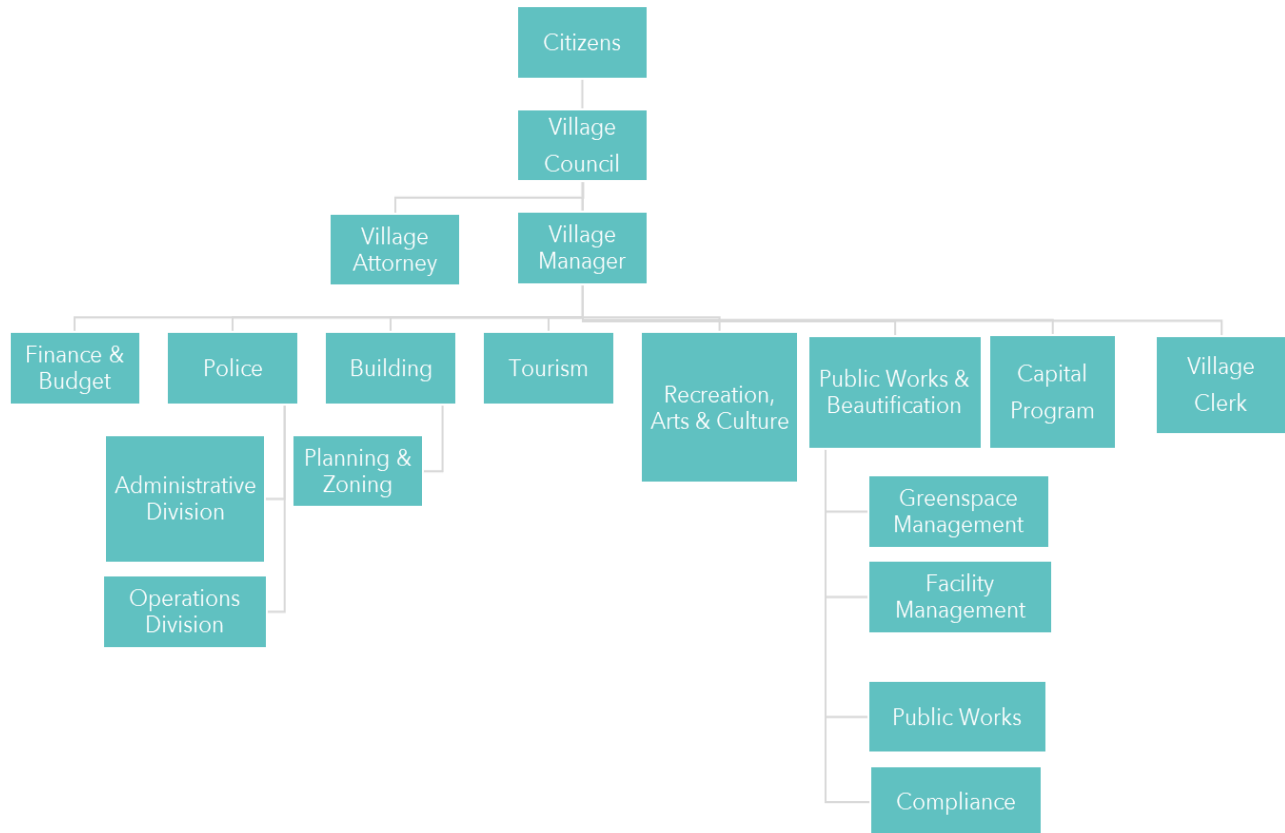 Citizens
Village
Council
Village
Attorney
Village
Manager
Finance &
Budget
Police
Building
Tourism
Recreation,
Arts & Culture
Public Works &
Beautification
Capital
Program
Village
Clerk
Administrative
Division
Operations
Division
Planning &
Zoning
Greenspace
Management
Facility
Management
Public Works
Compliance